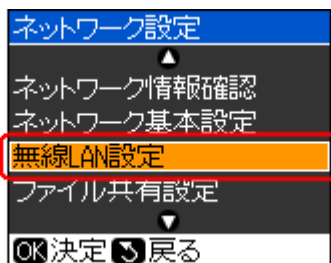 ネットワーク設定
ネットワーク情報確認
ネットワーク基本設定
無線LAN設定
ファイル共有設定
OK決定 戻る